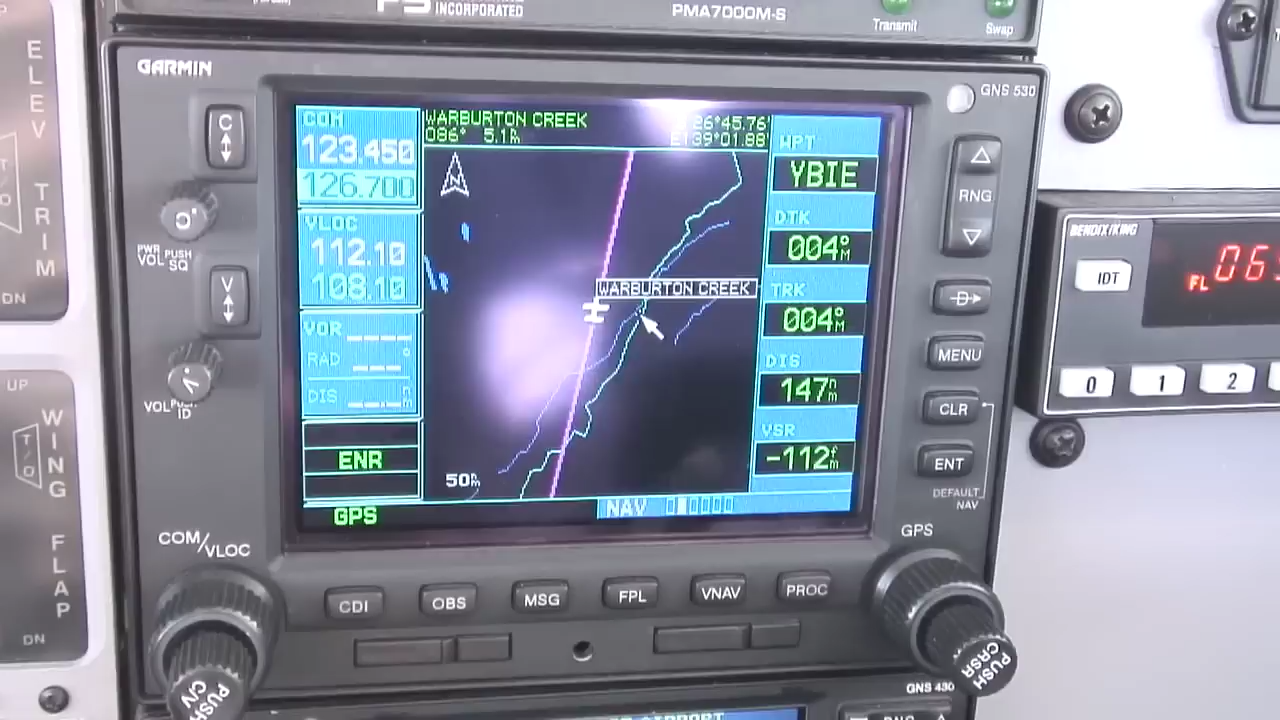 INCORPORATED
PMA7000M-S
Transmit
Swap
ELEV TRIM
T/O
DN
UP
WING FLAP
T/O
DN
GARMIN
GNS 530
C
PWR
VOL
PUSH
SQ
V
VOL
PUSH
ID
COM
123.450
126.700
VLOC
112.10
108.10
VOR
RAD
DIS
ENR
GPS
WARBURTON CREEK
086° 5.1nm
26°45.76'
E139°01.88'
N
WARBURTON CREEK
50nm
NAV
WPT
YBIE
DTK
004°M
TRK
004°M
DIS
147nm
VSR
-112fm
RNG
D
MENU
CLR
ENT
DEFAULT
NAV
COM/VLOC
GPS
CDI
OBS
MSG
FPL
VNAV
PROC
PUSH
C/V
PUSH
CRSR
GNS 430
BENDIX/KING
IDT
FL
0 1 2